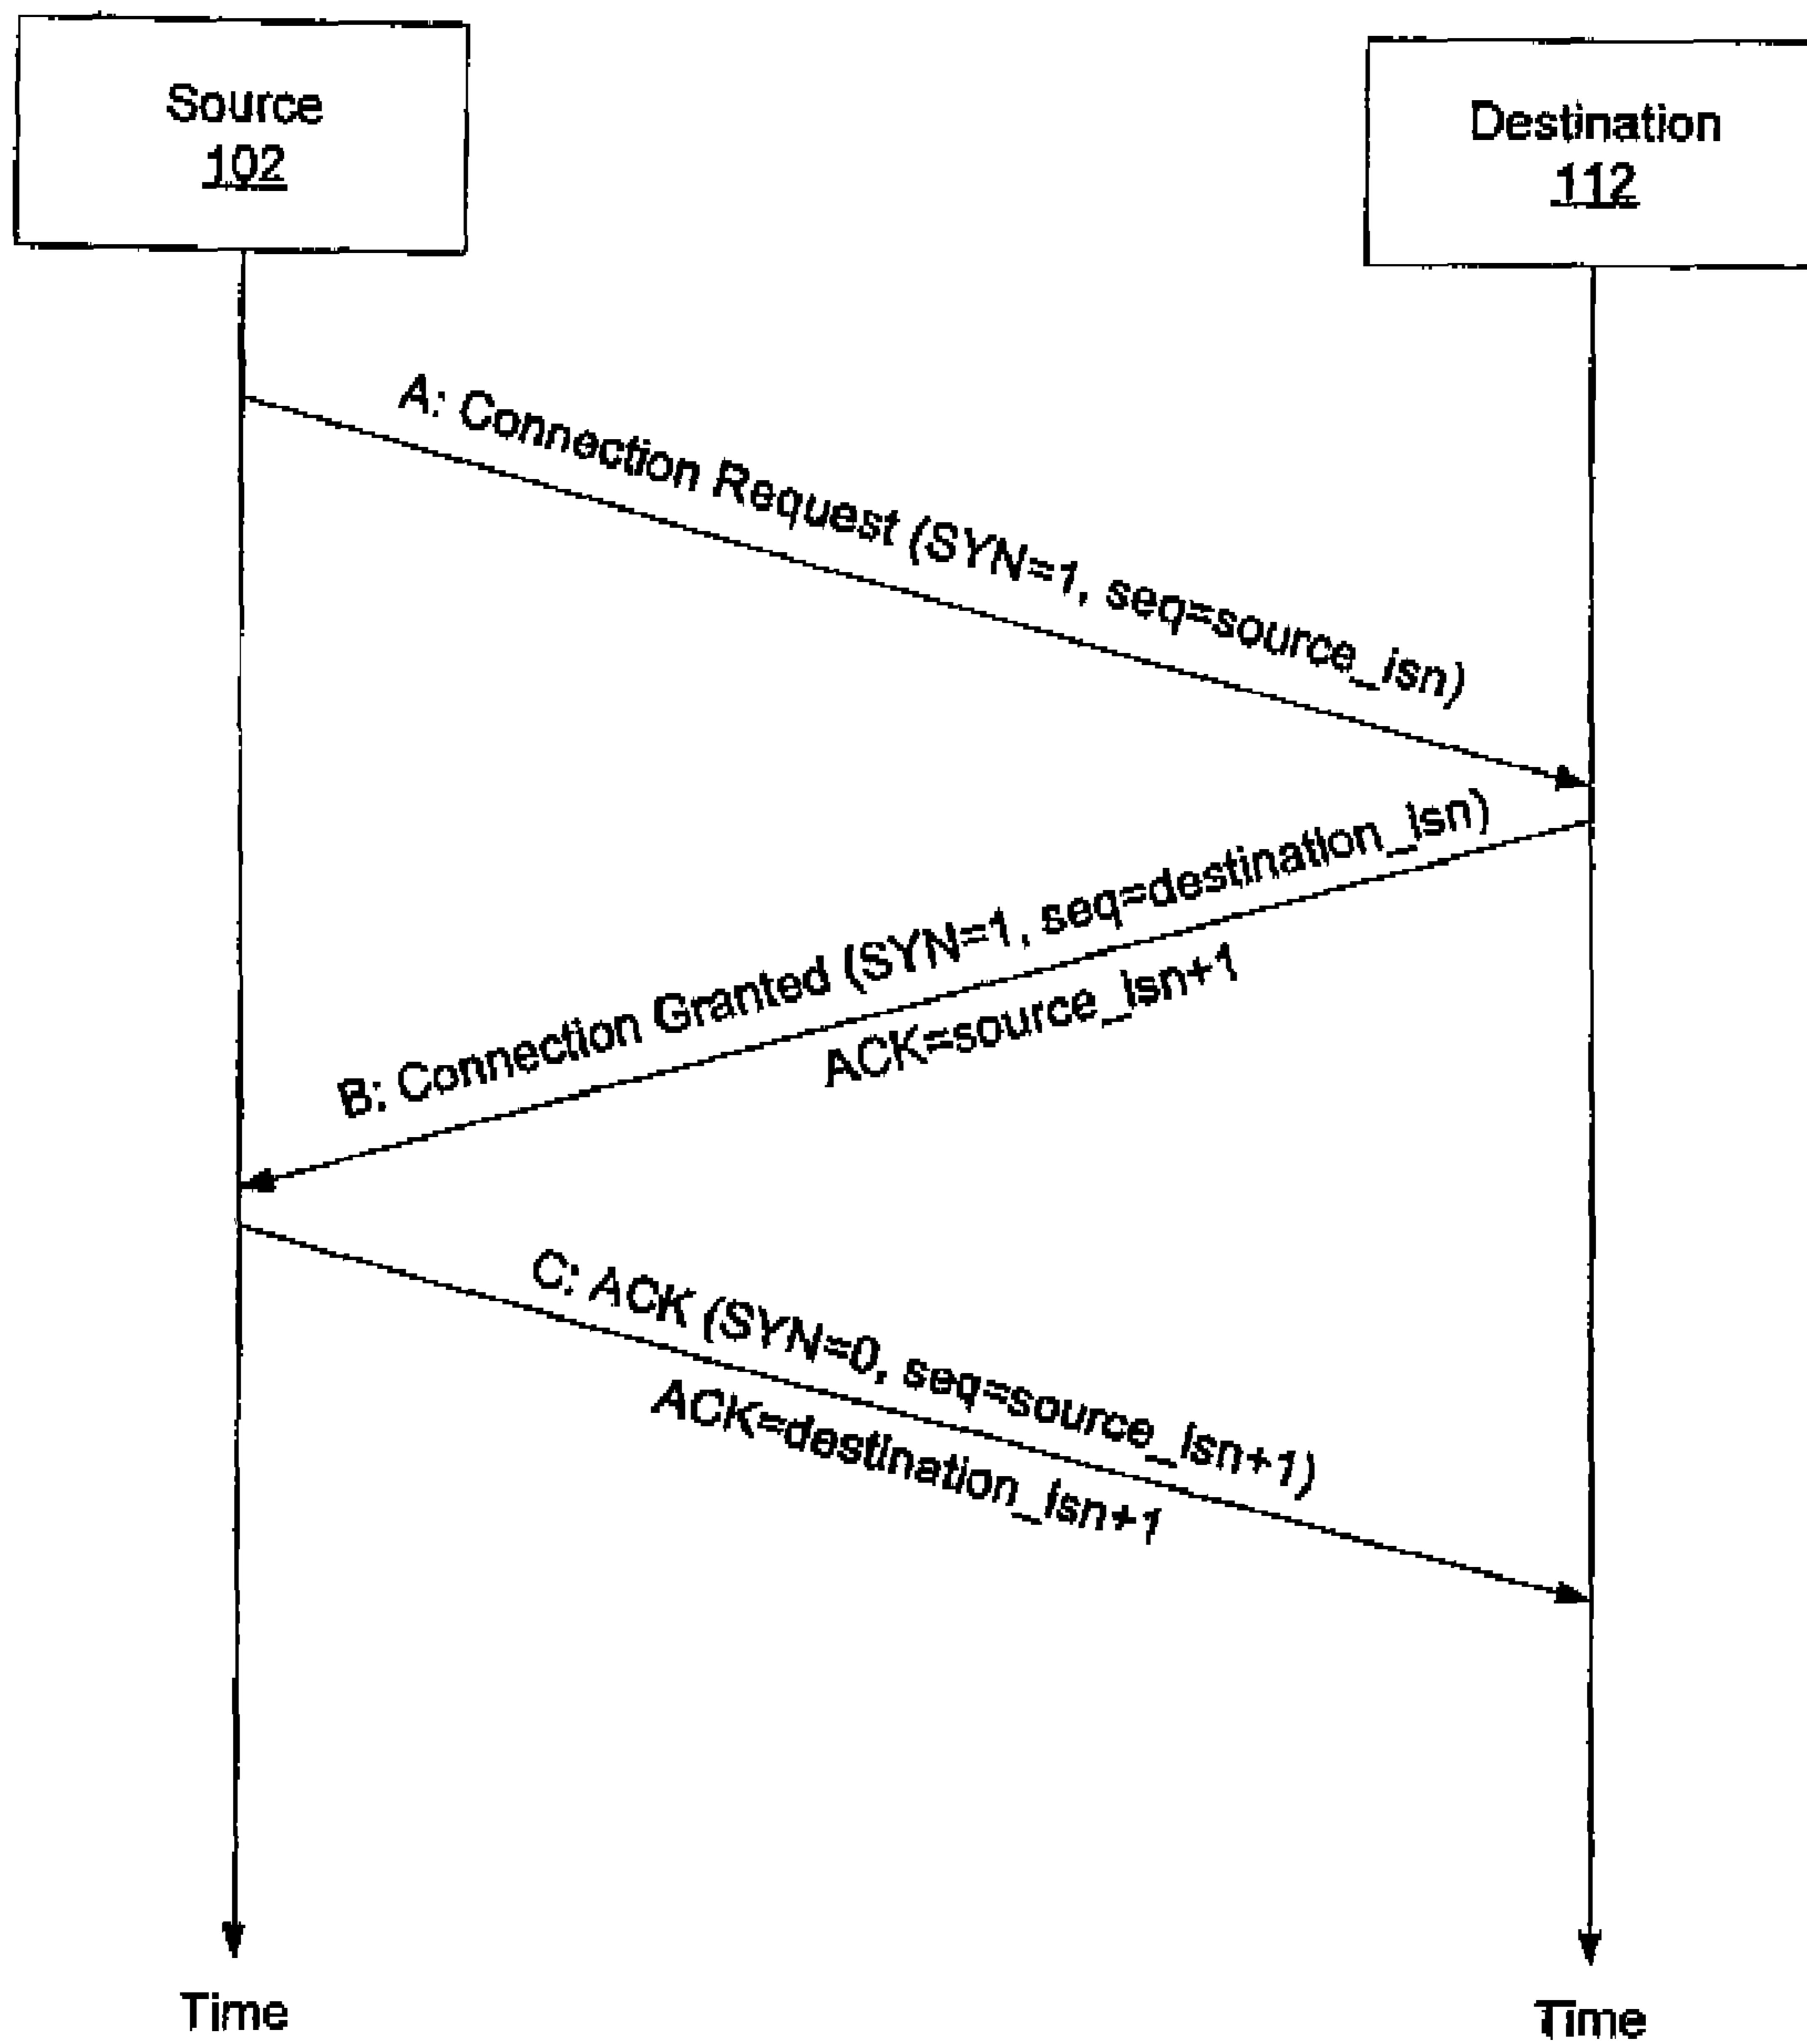 Source
102
Destination
112
A: Connection Request (SYN=1, seq=source_isn)
B: Connection Granted (SYN=1, seq=destination_isn)
ACK=source_isn+1
C: ACK (SYN=0, seq=source_isn+1)
ACK=destination_isn+1
Time
Time